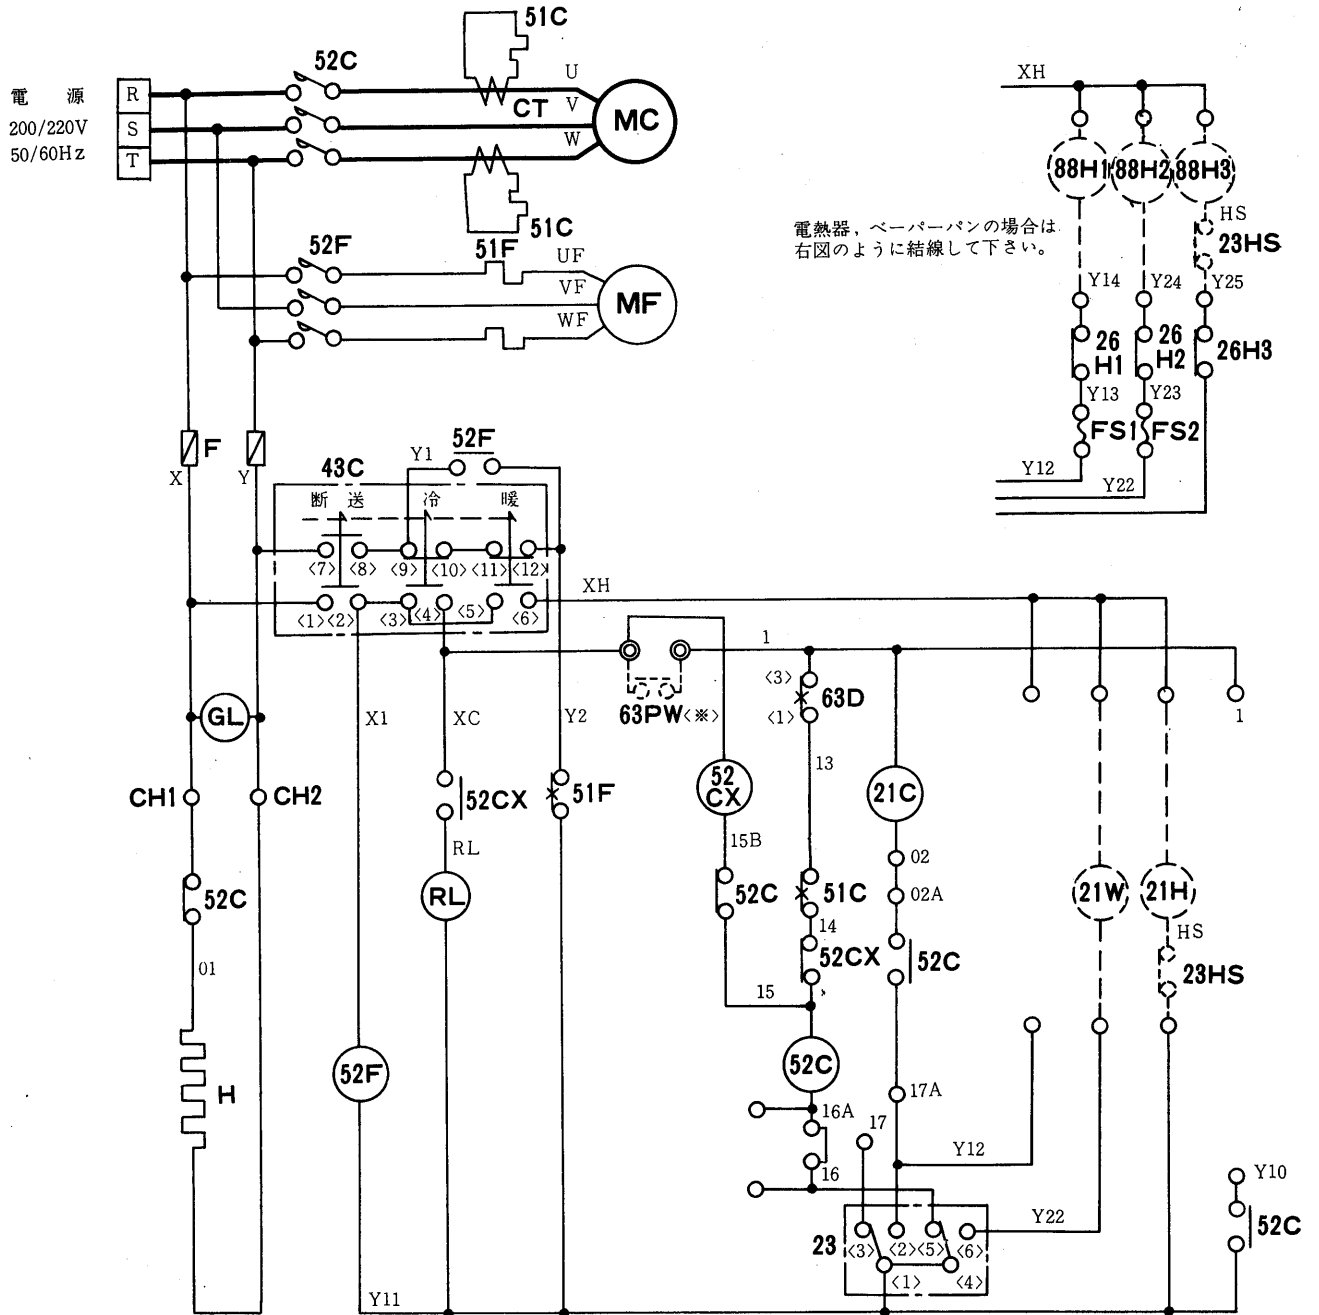 51C
52C
電源
200/220V
50/60Hz
R
S
T
U
V
W
CT
MC
51C
52F
51F
UF
VF
WF
MF
XH
88H1
88H2
88H3
HS
23HS
電熱器，ベーパーパンの場合は
右図のように結線して下さい。
Y14
Y24
Y25
26
H1
26
H2
26H3
Y13
Y23
FS1
FS2
Y12
Y22
F
X
Y
43C
Y1
52F
断 送 冷 暖
<7> <8> <9> <10> <11> <12>
<1> <2> <3> <4> <5> <6>
XH
1
<3>
63D
<1>
63PW<※>
GL
X1
XC
Y2
13
1
CH1
CH2
52CX
51F
52
CX
21C
RL
15B
02
02A
52C
RL
52C
51C
14
52CX
52C
21W
21H
HS
23HS
01
15
H
52F
52C
16A
16
17
17A
Y12
Y10
52C
23
<3> <2> <5> <6>
<1> <4>
Y22
Y11